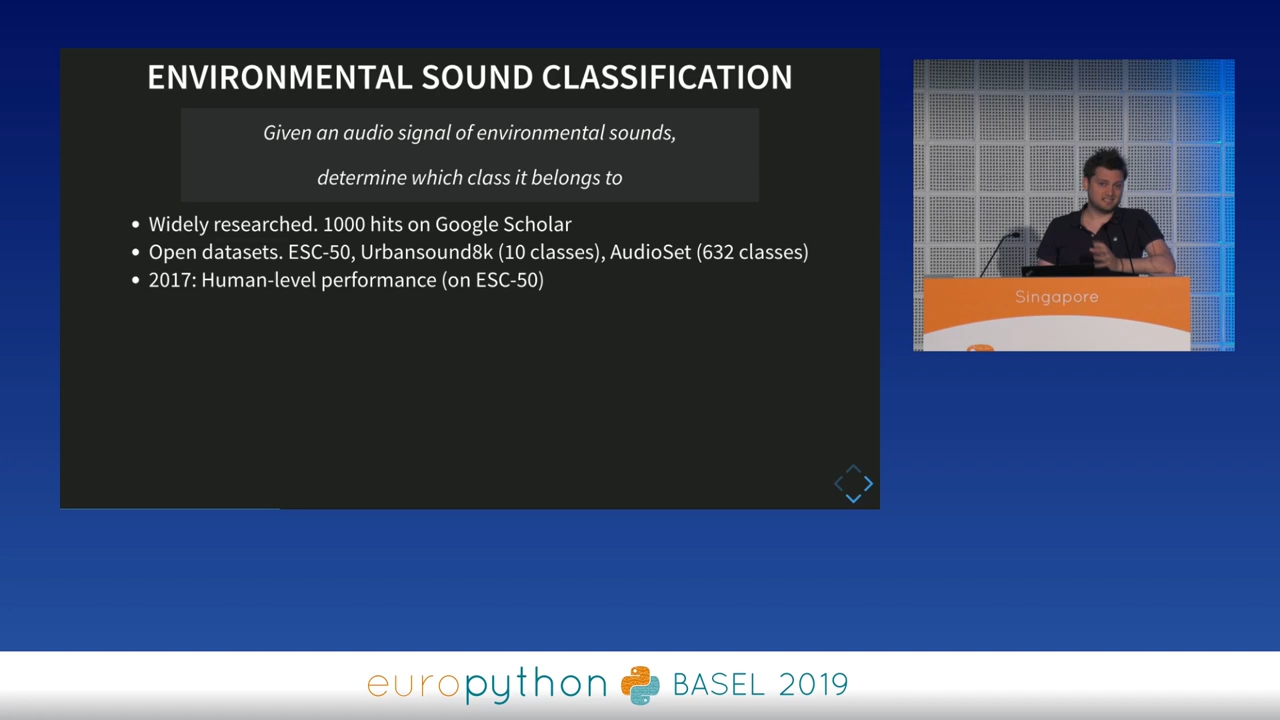 ENVIRONMENTAL SOUND CLASSIFICATION
Given an audio signal of environmental sounds,
determine which class it belongs to
• Widely researched. 1000 hits on Google Scholar
• Open datasets. ESC-50, Urbansound8k (10 classes), AudioSet (632 classes)
• 2017: Human-level performance (on ESC-50)
Singapore
europython BASEL 2019